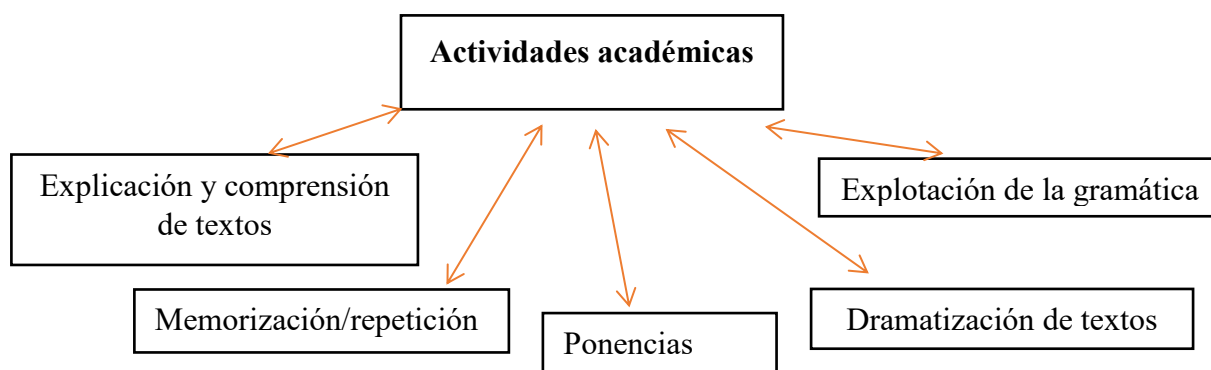 Actividades académicas
Explicación y comprensión
de textos
Explotación de la gramática
Memorización/repetición
Ponencias
Dramatización de textos